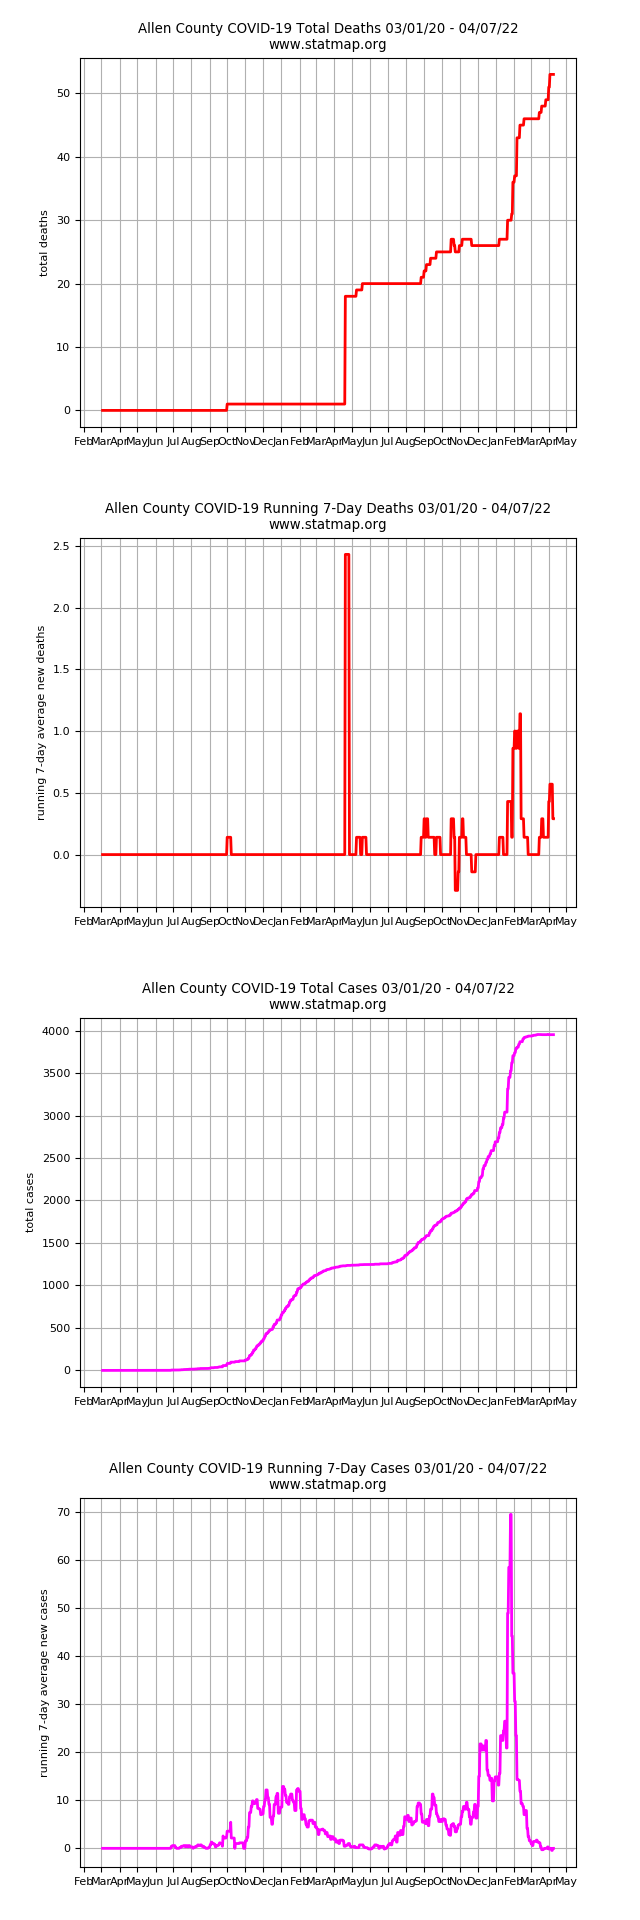 Allen County COVID-19 Total Deaths 03/01/20 - 04/07/22
www.statmap.org
50
40
30
20
10
0
total deaths
Feb Mar Apr May Jun Jul Aug Sep Oct Nov Dec Jan Feb Mar Apr May Jun Jul Aug Sep Oct Nov Dec Jan Feb Mar Apr May
Allen County COVID-19 Running 7-Day Deaths 03/01/20 - 04/07/22
www.statmap.org
2.5
2.0
1.5
1.0
0.5
0.0
running 7-day average new deaths
Feb Mar Apr May Jun Jul Aug Sep Oct Nov Dec Jan Feb Mar Apr May Jun Jul Aug Sep Oct Nov Dec Jan Feb Mar Apr May
Allen County COVID-19 Total Cases 03/01/20 - 04/07/22
www.statmap.org
4000
3500
3000
2500
2000
1500
1000
500
0
total cases
Feb Mar Apr May Jun Jul Aug Sep Oct Nov Dec Jan Feb Mar Apr May Jun Jul Aug Sep Oct Nov Dec Jan Feb Mar Apr May
Allen County COVID-19 Running 7-Day Cases 03/01/20 - 04/07/22
www.statmap.org
70
60
50
40
30
20
10
0
running 7-day average new cases
Feb Mar Apr May Jun Jul Aug Sep Oct Nov Dec Jan Feb Mar Apr May Jun Jul Aug Sep Oct Nov Dec Jan Feb Mar Apr May